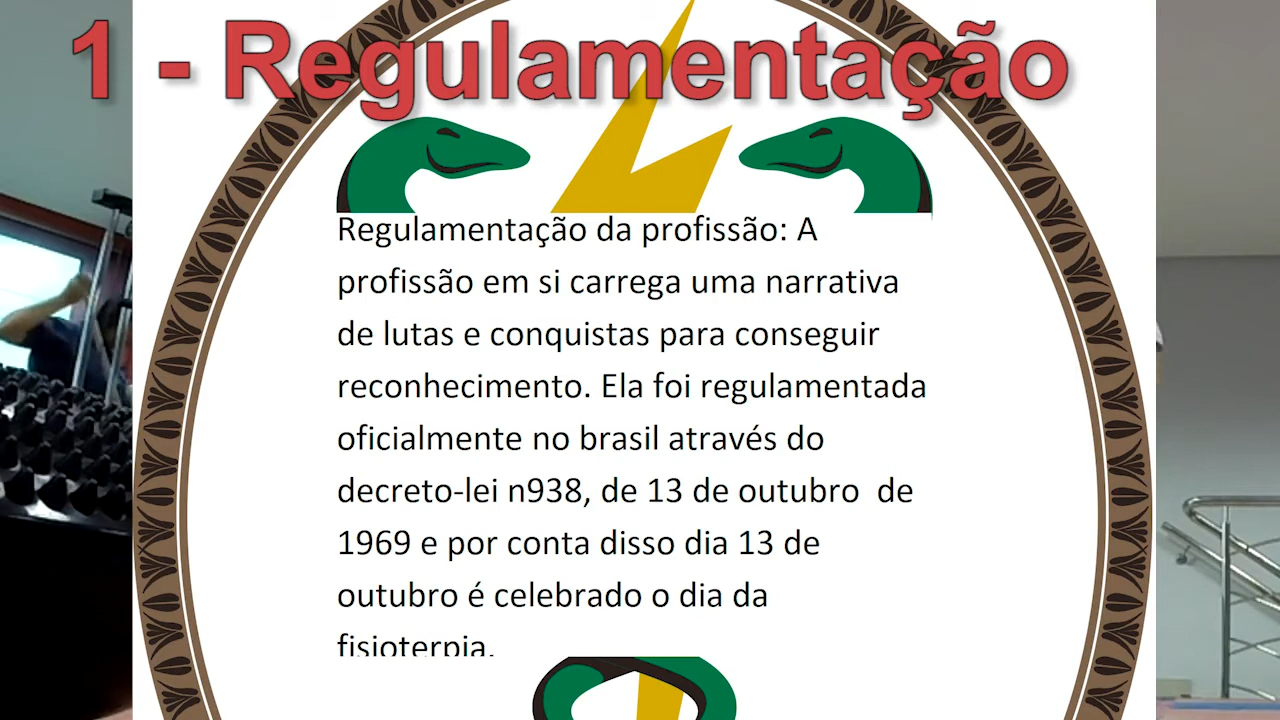 1 - Regulamentação
Regulamentação da profissão: A
profissão em si carrega uma narrativa
de lutas e conquistas para conseguir
reconhecimento. Ela foi regulamentada
oficialmente no brasil através do
decreto-lei n938, de 13 de outubro  de
1969 e por conta disso dia 13 de
outubro é celebrado o dia da
fisioterpia.